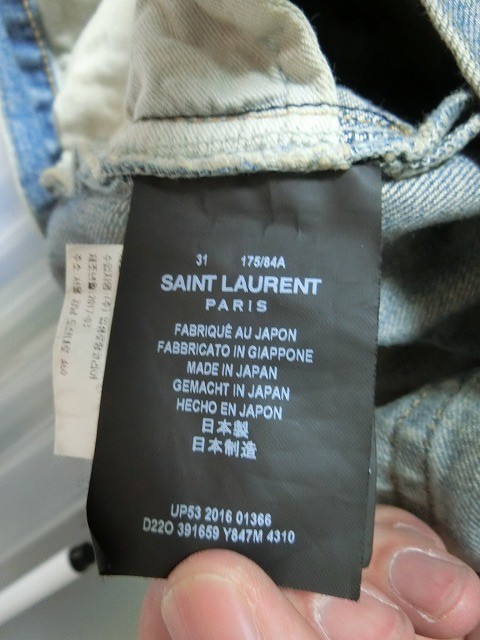 31 175/84A
SAINT LAURENT
PARIS
FABRIQUÉ AU JAPON
FABBRICATO IN GIAPPONE
MADE IN JAPAN
GEMACHT IN JAPAN
HECHO EN JAPON
日本製
日本制造
UP53 2016 01366
D22O 391659 Y847M 4310